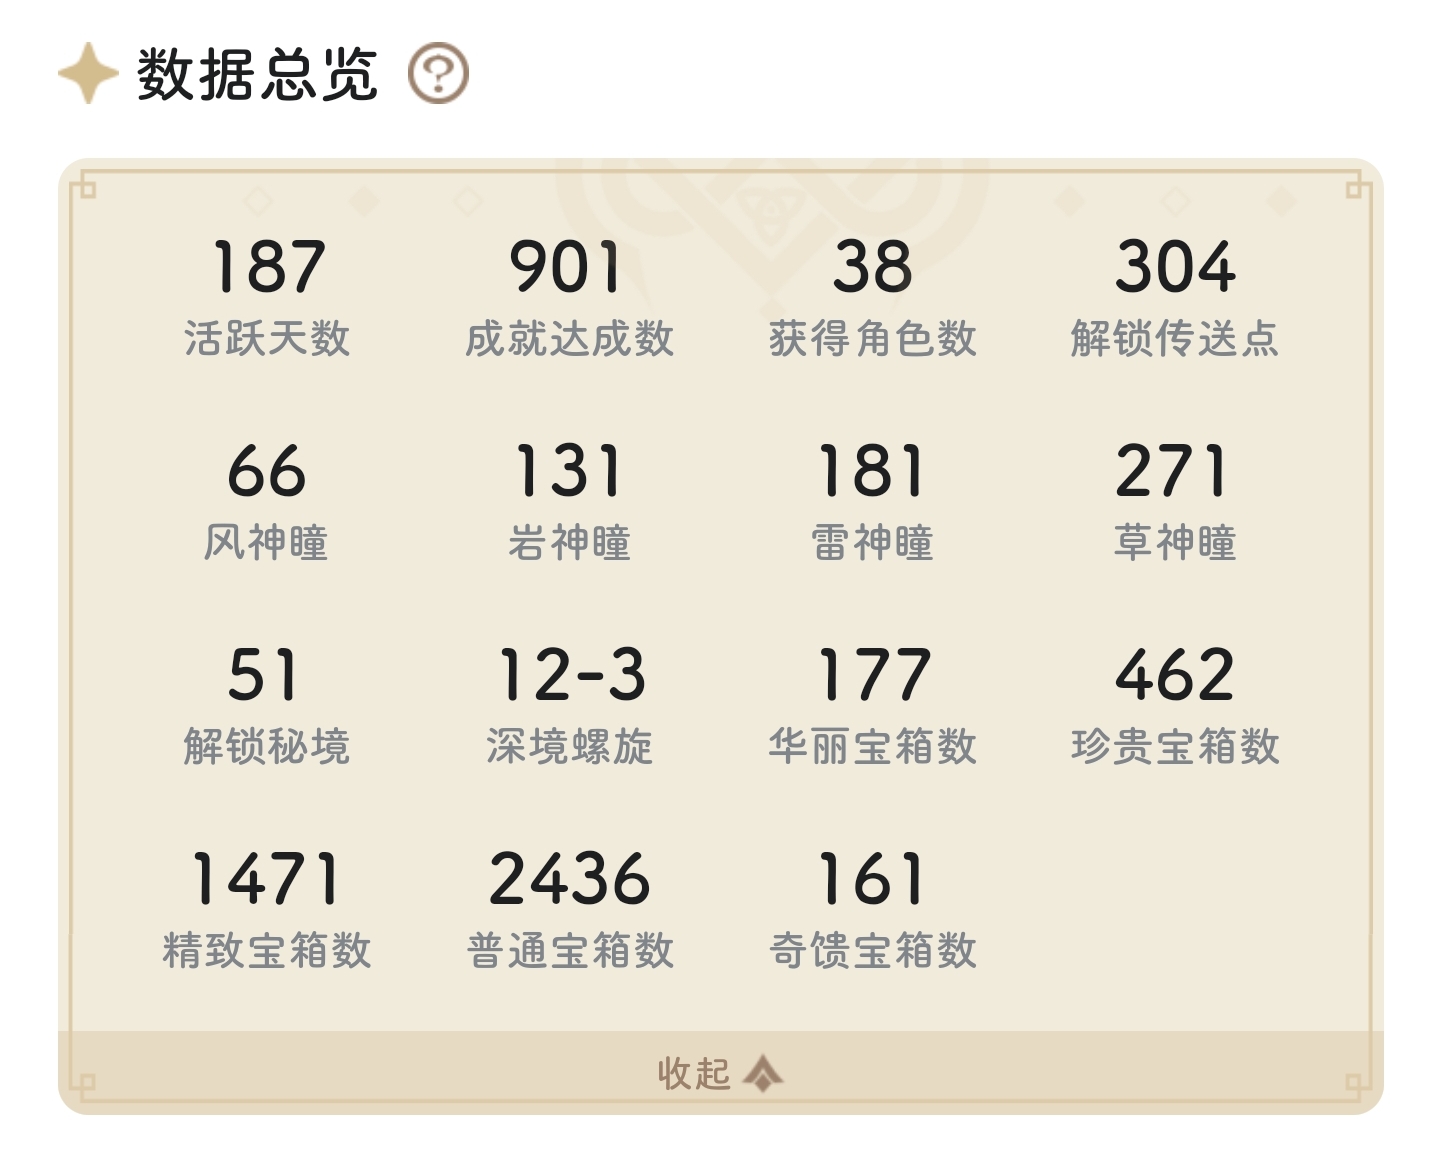 数据总览 ?
187 901 38 304
活跃天数 成就达成数 获得角色数 解锁传送点
66 131 181 271
风神瞳 岩神瞳 雷神瞳 草神瞳
51 12-3 177 462
解锁秘境 深境螺旋 华丽宝箱数 珍贵宝箱数
1471 2436 161
精致宝箱数 普通宝箱数 奇馈宝箱数
收起